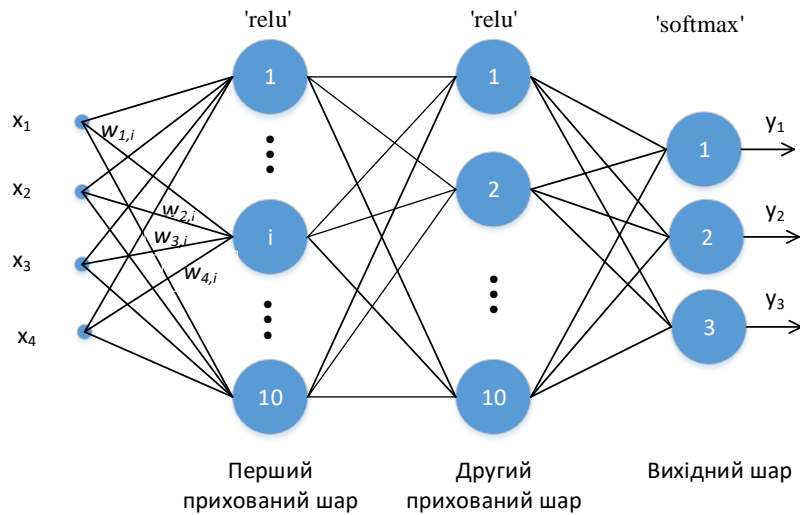 'relu'
'relu'
'softmax'
1
1
x₁
w₁,ᵢ
1
y₁
x₂
2
w₂,ᵢ
i
2
y₂
x₃
w₃,ᵢ
w₄,ᵢ
x₄
3
y₃
10
10
Перший
прихований шар
Другий
прихований шар
Вихідний шар